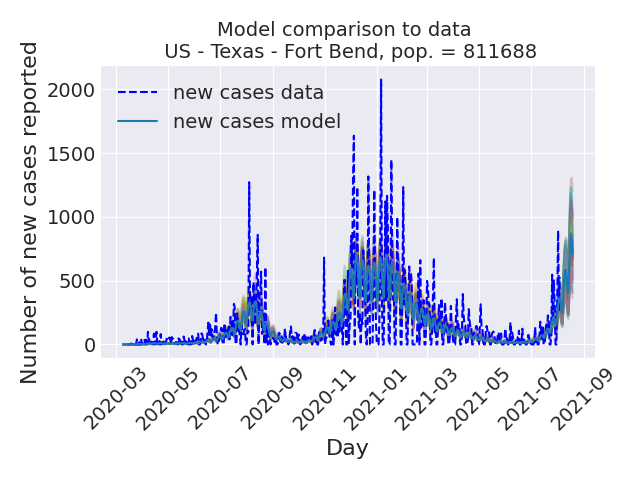 Model comparison to data
US - Texas - Fort Bend, pop. = 811688
Number of new cases reported
2000
1500
1000
500
0
new cases data
new cases model
2020-03
2020-05
2020-07
2020-09
2020-11
2021-01
2021-03
2021-05
2021-07
2021-09
Day